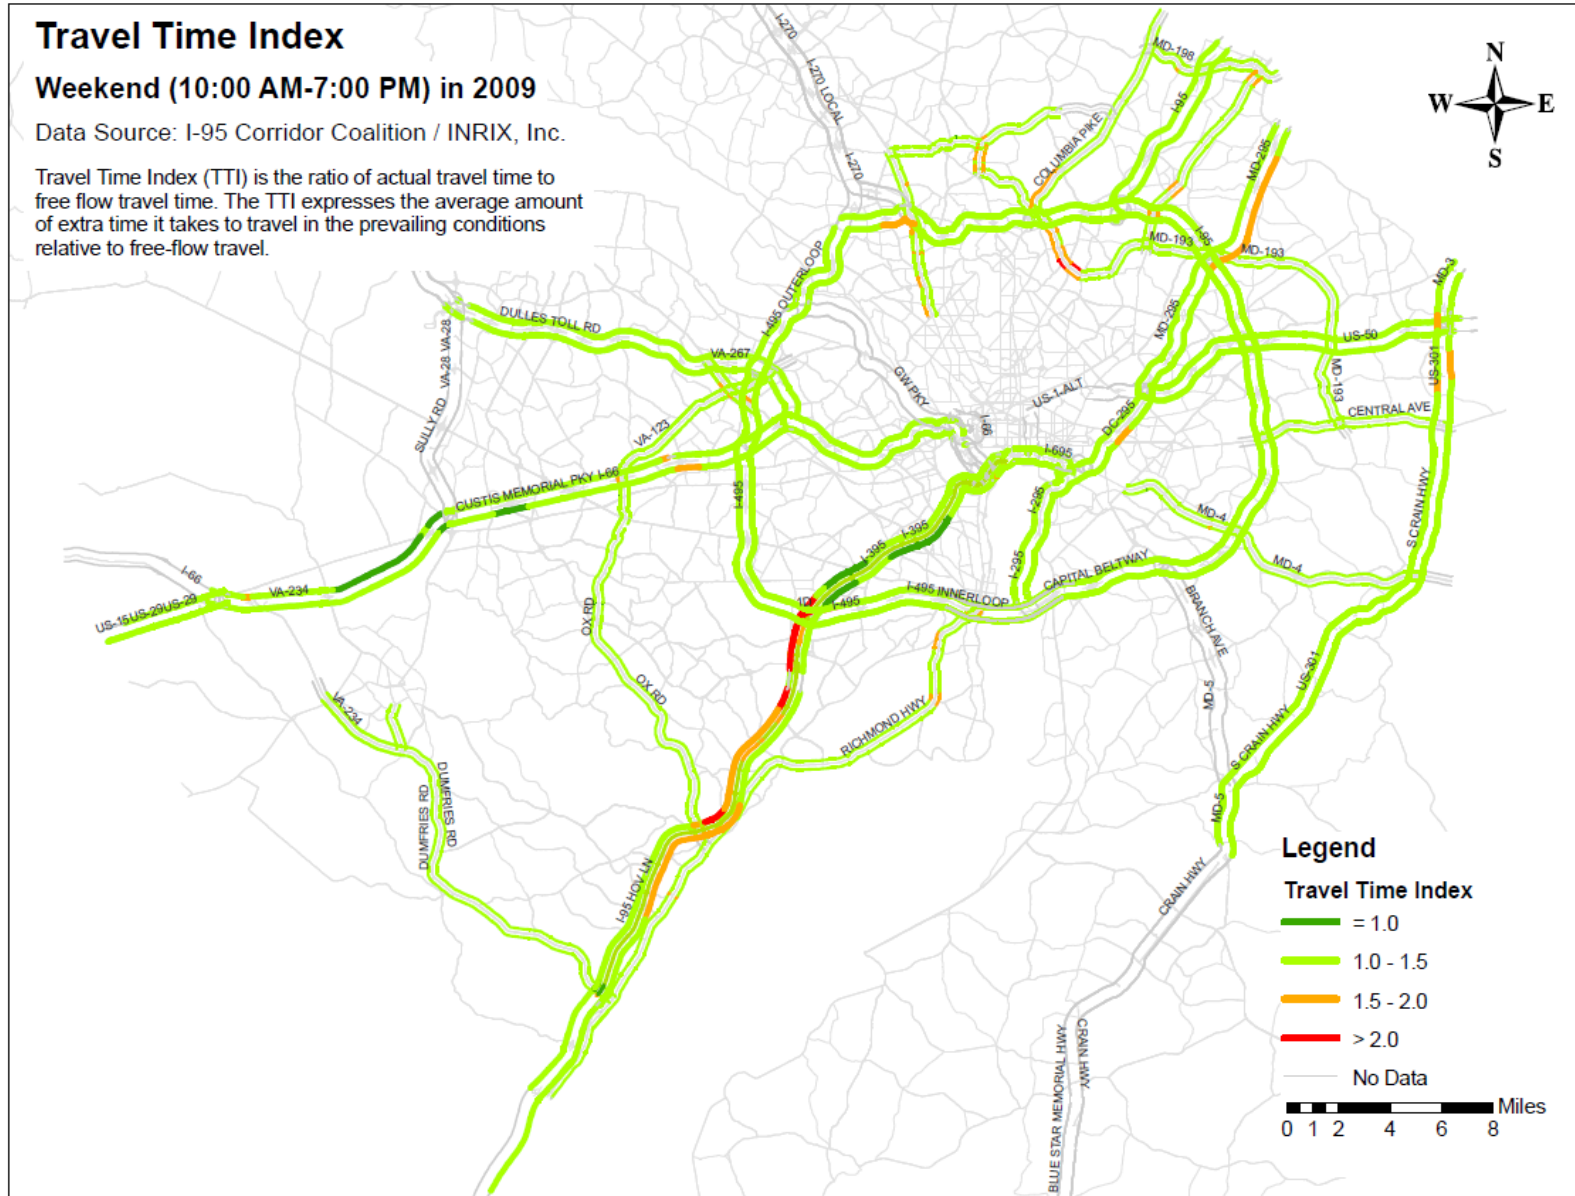 Travel Time Index
Weekend (10:00 AM-7:00 PM) in 2009
Data Source: I-95 Corridor Coalition / INRIX, Inc.
Travel Time Index (TTI) is the ratio of actual travel time to
free flow travel time. The TTI expresses the average amount
of extra time it takes to travel in the prevailing conditions
relative to free-flow travel.
N
W E
S
I-270
I-270 LOCAL
I-270
MD-198
I-95
COLUMBIA PIKE
MD-295
I-95
MD-193
MD-193
MD-3
I-495 OUTERLOOP
DULLES TOLL RD
VA-267
VA-28
VA-28
SULLY RD
GW PKY
MD-295
US-50
US-301
MD-193
US-1-ALT
CENTRAL AVE
DC-295
I-66
I-695
VA-123
CUSTIS MEMORIAL PKY I-66
I-495
I-295
MD-4
S CRAIN HWY
I-395
I-395
I-295
CAPITAL BELTWAY
MD-4
I-66
VA-234
US-15US-29US-29
I-495
I-495 INNERLOOP
OX RD
BRANCH AVE
OX RD
US-301
MD-5
VA-234
RICHMOND HWY
S CRAIN HWY
DUMFRIES RD
DUMFRIES RD
MD-5
I-95 HOV LN
CRAIN HWY
BLUE STAR MEMORIAL HWY
CRAIN HWY
Legend
Travel Time Index
= 1.0
1.0 - 1.5
1.5 - 2.0
> 2.0
No Data
Miles
0 1 2 4 6 8